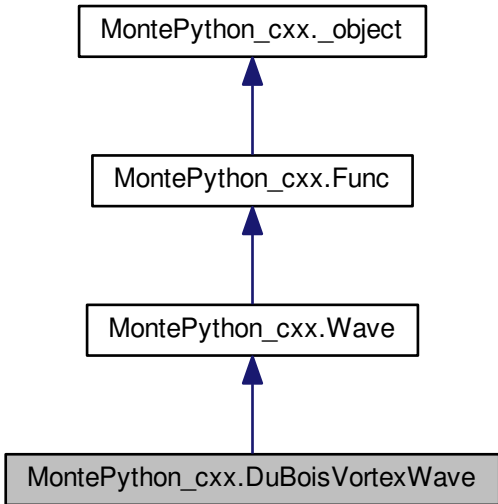 MontePython_cxx._object
MontePython_cxx.Func
MontePython_cxx.Wave
MontePython_cxx.DuBoisVortexWave